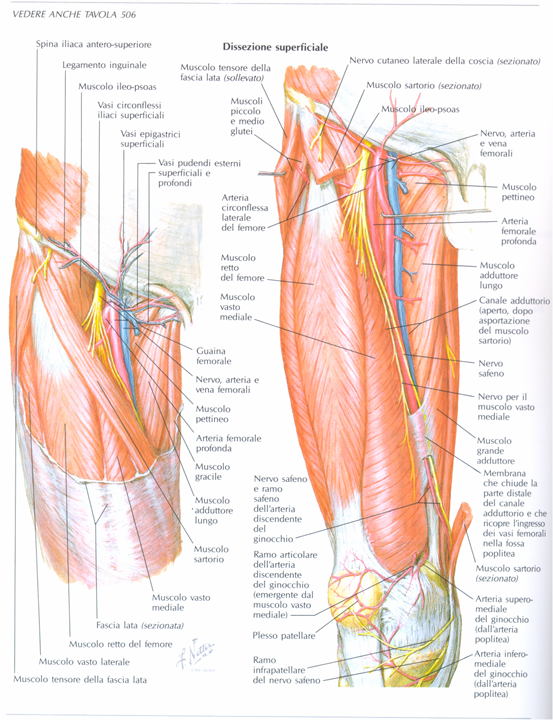 VEDERE ANCHE TAVOLA 506
Dissezione superficiale
Spina iliaca antero-superiore
Legamento inguinale
Muscolo ileo-psoas
Vasi circonflessi
iliaci superficiali
Vasi epigastrici
superficiali
Vasi pudendi esterni
superficiali e
profondi
Guaina
femorale
Nervo, arteria e
vena femorali
Muscolo
pettineo
Arteria femorale
profonda
Muscolo
gracile
Muscolo
adduttore
lungo
Muscolo
sartorio
Muscolo vasto
mediale
Fascia lata (sezionata)
Muscolo retto del femore
Muscolo vasto laterale
Muscolo tensore della fascia lata
Muscolo tensore della
fascia lata (sollevato)
Muscoli
piccolo
e medio
glutei
Arteria
circonflessa
laterale
del femore
Muscolo
retto
del femore
Muscolo
vasto
mediale
Nervo safeno
e ramo
safeno
dell'arteria
discendente
del
ginocchio
Ramo articolare
dell'arteria
discendente
del ginocchio
(emergente dal
muscolo vasto
mediale)
Plesso patellare
Ramo
infrapatellare
del nervo safeno
Nervo cutaneo laterale della coscia (sezionato)
Muscolo sartorio (sezionato)
Muscolo ileo-psoas
Nervo, arteria
e vena
femorali
Muscolo
pettineo
Arteria
femorale
profonda
Muscolo
adduttore
lungo
Canale adduttorio
(aperto, dopo
asportazione
del muscolo
sartorio)
Nervo
safeno
Nervo per il
muscolo vasto
mediale
Muscolo
grande
adduttore
Membrana
che chiude la
parte distale
del canale
adduttorio e che
ricopre l'ingresso
dei vasi femorali
nella fossa
poplitea
Muscolo sartorio
(sezionato)
Arteria supero-
mediale
del ginocchio
(dall'arteria
poplitea)
Arteria infero-
mediale
del ginocchio
(dall'arteria
poplitea)
F. Netter